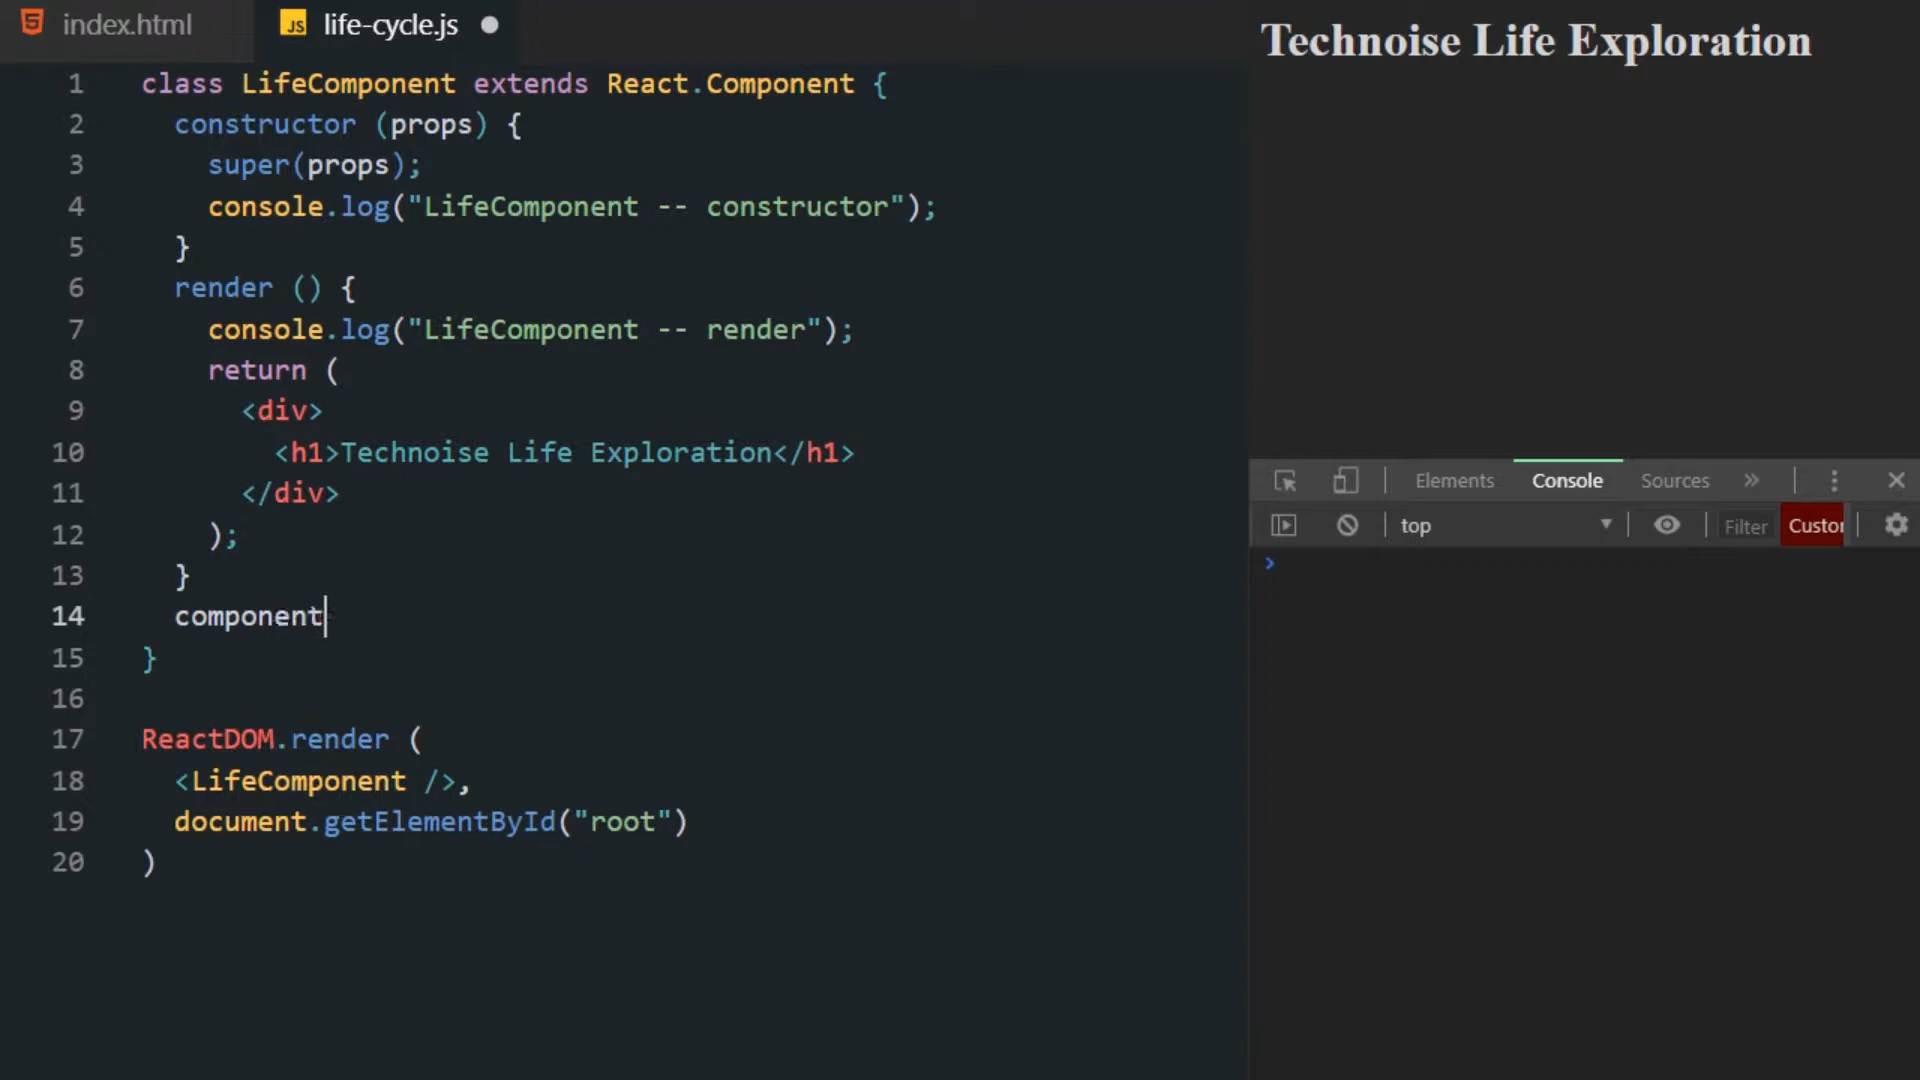 index.html
life-cycle.js
1 class LifeComponent extends React.Component {
2 constructor (props) {
3 super(props);
4 console.log("LifeComponent -- constructor");
5 }
6 render () {
7 console.log("LifeComponent -- render");
8 return (
9 <div>
10 <h1>Technoise Life Exploration</h1>
11 </div>
12 );
13 }
14 component
15 }
16
17 ReactDOM.render (
18 <LifeComponent />,
19 document.getElementById("root")
20 )
Technoise Life Exploration
Elements Console Sources »
top Filter Custor